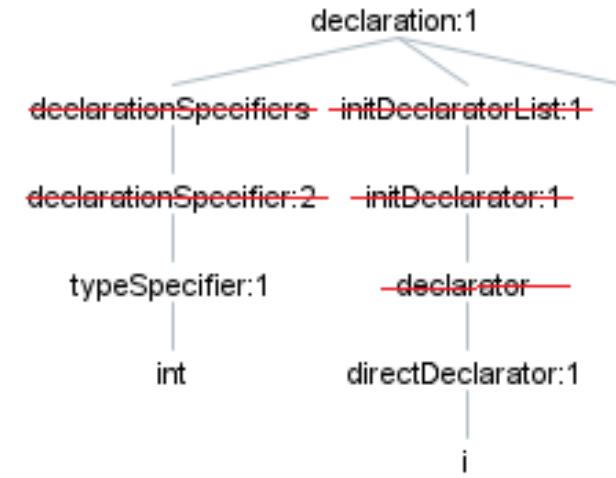 declaration:1
declarationSpecifiers initDeclaratorList:1
declarationSpecifier:2 initDeclarator:1
typeSpecifier:1 declarator
int directDeclarator:1
i